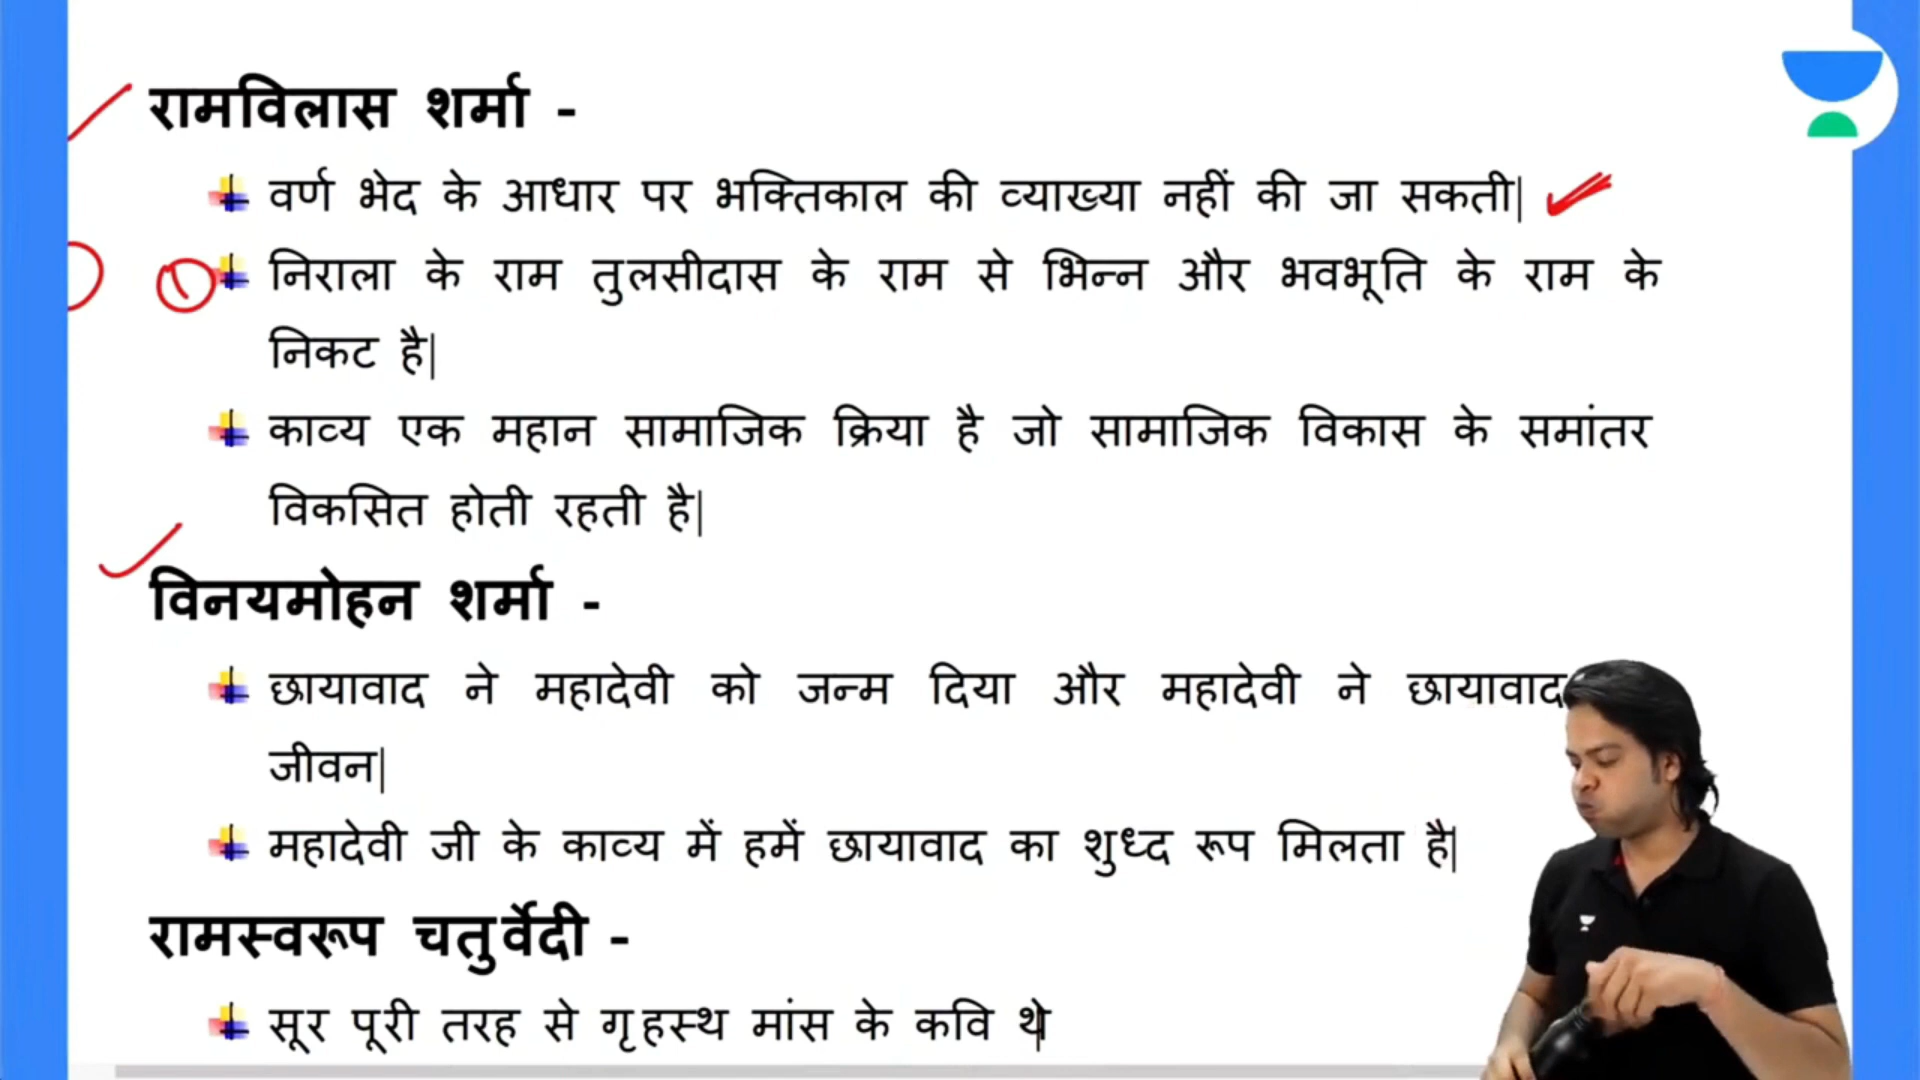 रामविलास शर्मा -
वर्ण भेद के आधार पर भक्तिकाल की व्याख्या नहीं की जा सकती|
1 निराला के राम तुलसीदास के राम से भिन्न और भवभूति के राम के
निकट है|
काव्य एक महान सामाजिक क्रिया है जो सामाजिक विकास के समांतर
विकसित होती रहती है|
विनयमोहन शर्मा -
छायावाद ने महादेवी को जन्म दिया और महादेवी ने छायावाद
जीवन|
महादेवी जी के काव्य में हमें छायावाद का शुध्द रूप मिलता है|
रामस्वरूप चतुर्वेदी -
सूर पूरी तरह से गृहस्थ मांस के कवि थे|